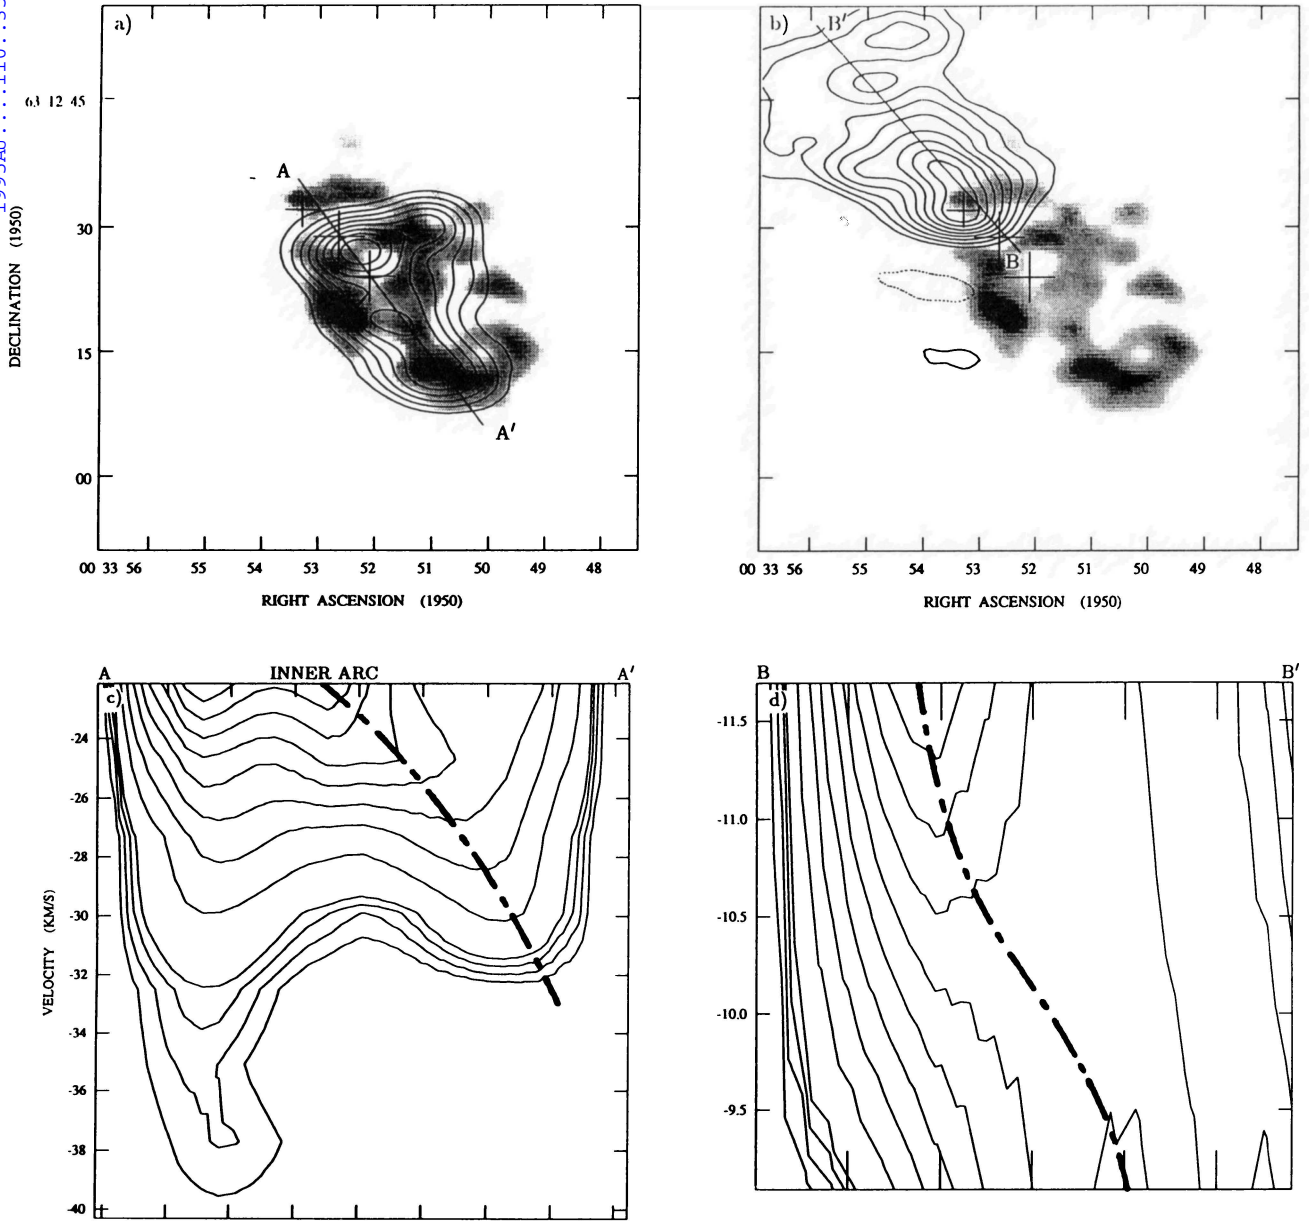 a)
b)
B'
63 12 45
A
30
DECLINATION (1950)
B
15
A'
00
00 33 56 55 54 53 52 51 50 49 48
00 33 56 55 54 53 52 51 50 49 48
RIGHT ASCENSION (1950)
RIGHT ASCENSION (1950)
A INNER ARC A'
B B'
c)
d)
-24
-26
-28
-30
-32
-34
-36
-38
-40
VELOCITY (KM/S)
-11.5
-11.0
-10.5
-10.0
-9.5